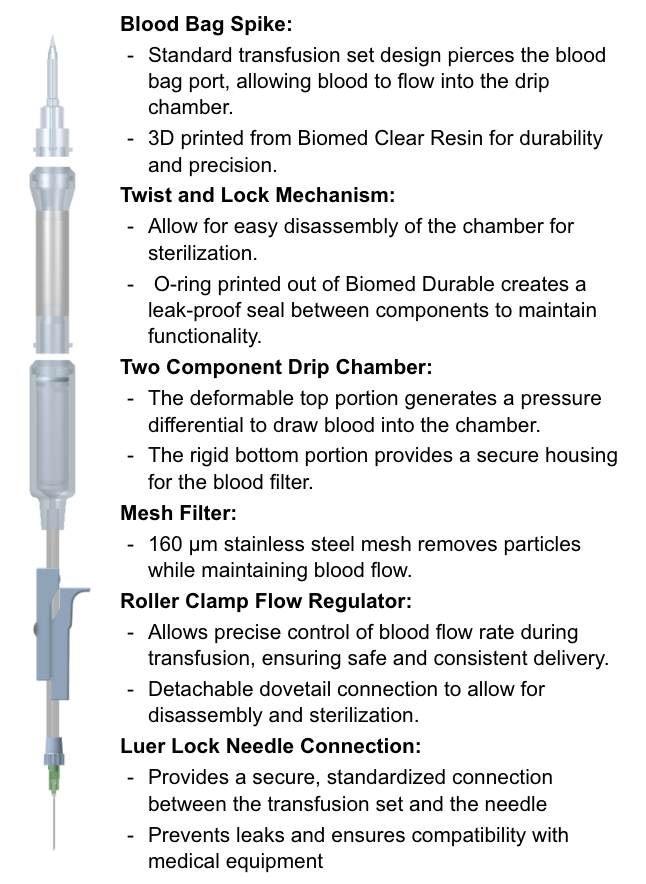 Blood Bag Spike:
- Standard transfusion set design pierces the blood
bag port, allowing blood to flow into the drip
chamber.
- 3D printed from Biomed Clear Resin for durability
and precision.
Twist and Lock Mechanism:
- Allow for easy disassembly of the chamber for
sterilization.
- O-ring printed out of Biomed Durable creates a
leak-proof seal between components to maintain
functionality.
Two Component Drip Chamber:
- The deformable top portion generates a pressure
differential to draw blood into the chamber.
- The rigid bottom portion provides a secure housing
for the blood filter.
Mesh Filter:
- 160 μm stainless steel mesh removes particles
while maintaining blood flow.
Roller Clamp Flow Regulator:
- Allows precise control of blood flow rate during
transfusion, ensuring safe and consistent delivery.
- Detachable dovetail connection to allow for
disassembly and sterilization.
Luer Lock Needle Connection:
- Provides a secure, standardized connection
between the transfusion set and the needle
- Prevents leaks and ensures compatibility with
medical equipment